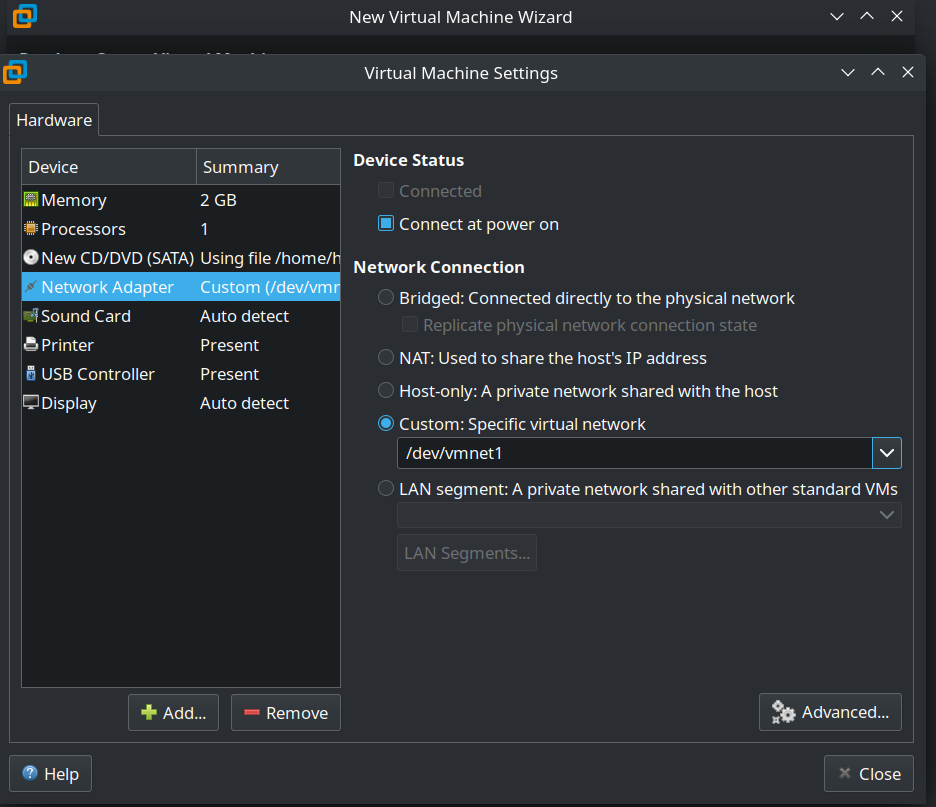 New Virtual Machine Wizard
Virtual Machine Settings
Hardware
Device Summary
Memory 2 GB
Processors 1
New CD/DVD (SATA) Using file /home/h
Network Adapter Custom (/dev/vmr
Sound Card Auto detect
Printer Present
USB Controller Present
Display Auto detect
Add...
Remove
Device Status
Connected
Connect at power on
Network Connection
Bridged: Connected directly to the physical network
Replicate physical network connection state
NAT: Used to share the host's IP address
Host-only: A private network shared with the host
Custom: Specific virtual network
/dev/vmnet1
LAN segment: A private network shared with other standard VMs
LAN Segments...
Advanced...
Help
Close